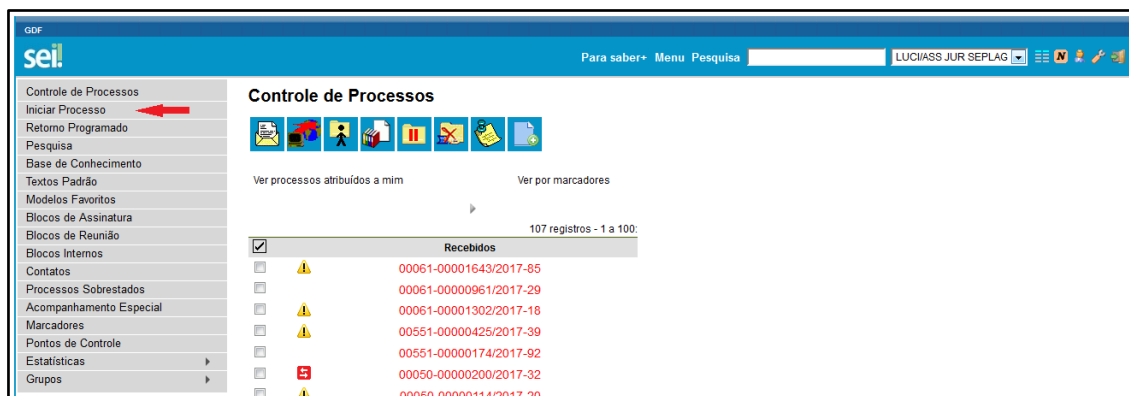 GDF
sei!
Para saber+ Menu Pesquisa LUCI/ASS JUR SEPLAG N
Controle de Processos
Iniciar Processo
Retorno Programado
Pesquisa
Base de Conhecimento
Textos Padrão
Modelos Favoritos
Blocos de Assinatura
Blocos de Reunião
Blocos Internos
Contatos
Processos Sobrestados
Acompanhamento Especial
Marcadores
Pontos de Controle
Estatísticas
Grupos
Controle de Processos
Ver processos atribuídos a mim Ver por marcadores
107 registros - 1 a 100:
Recebidos
00061-00001643/2017-85
00061-00000961/2017-29
00061-00001302/2017-18
00551-00000425/2017-39
00551-00000174/2017-92
00050-00000200/2017-32
00050-00000114/2017-20